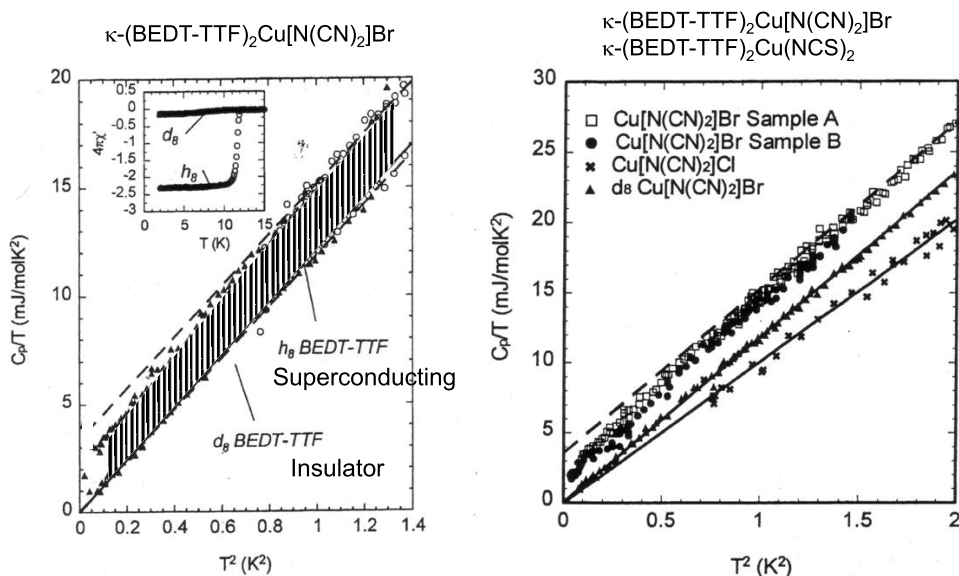 κ-(BEDT-TTF)₂Cu[N(CN)₂]Br
20
15
10
5
0
Cₚ/T (mJ/molK²)
0.5
0
-0.5
-1
-1.5
-2
-2.5
-3
4πχ'
d₈
h₈
0 5 10 15
T (K)
h₈ BEDT-TTF
Superconducting
d₈ BEDT-TTF
Insulator
0 0.2 0.4 0.6 0.8 1 1.2 1.4
T² (K²)
κ-(BEDT-TTF)₂Cu[N(CN)₂]Br
κ-(BEDT-TTF)₂Cu(NCS)₂
30
25
20
15
10
5
0
Cₚ/T (mJ/molK²)
Cu[N(CN)₂]Br Sample A
Cu[N(CN)₂]Br Sample B
Cu[N(CN)₂]Cl
d₈ Cu[N(CN)₂]Br
0 0.5 1 1.5 2
T² (K²)